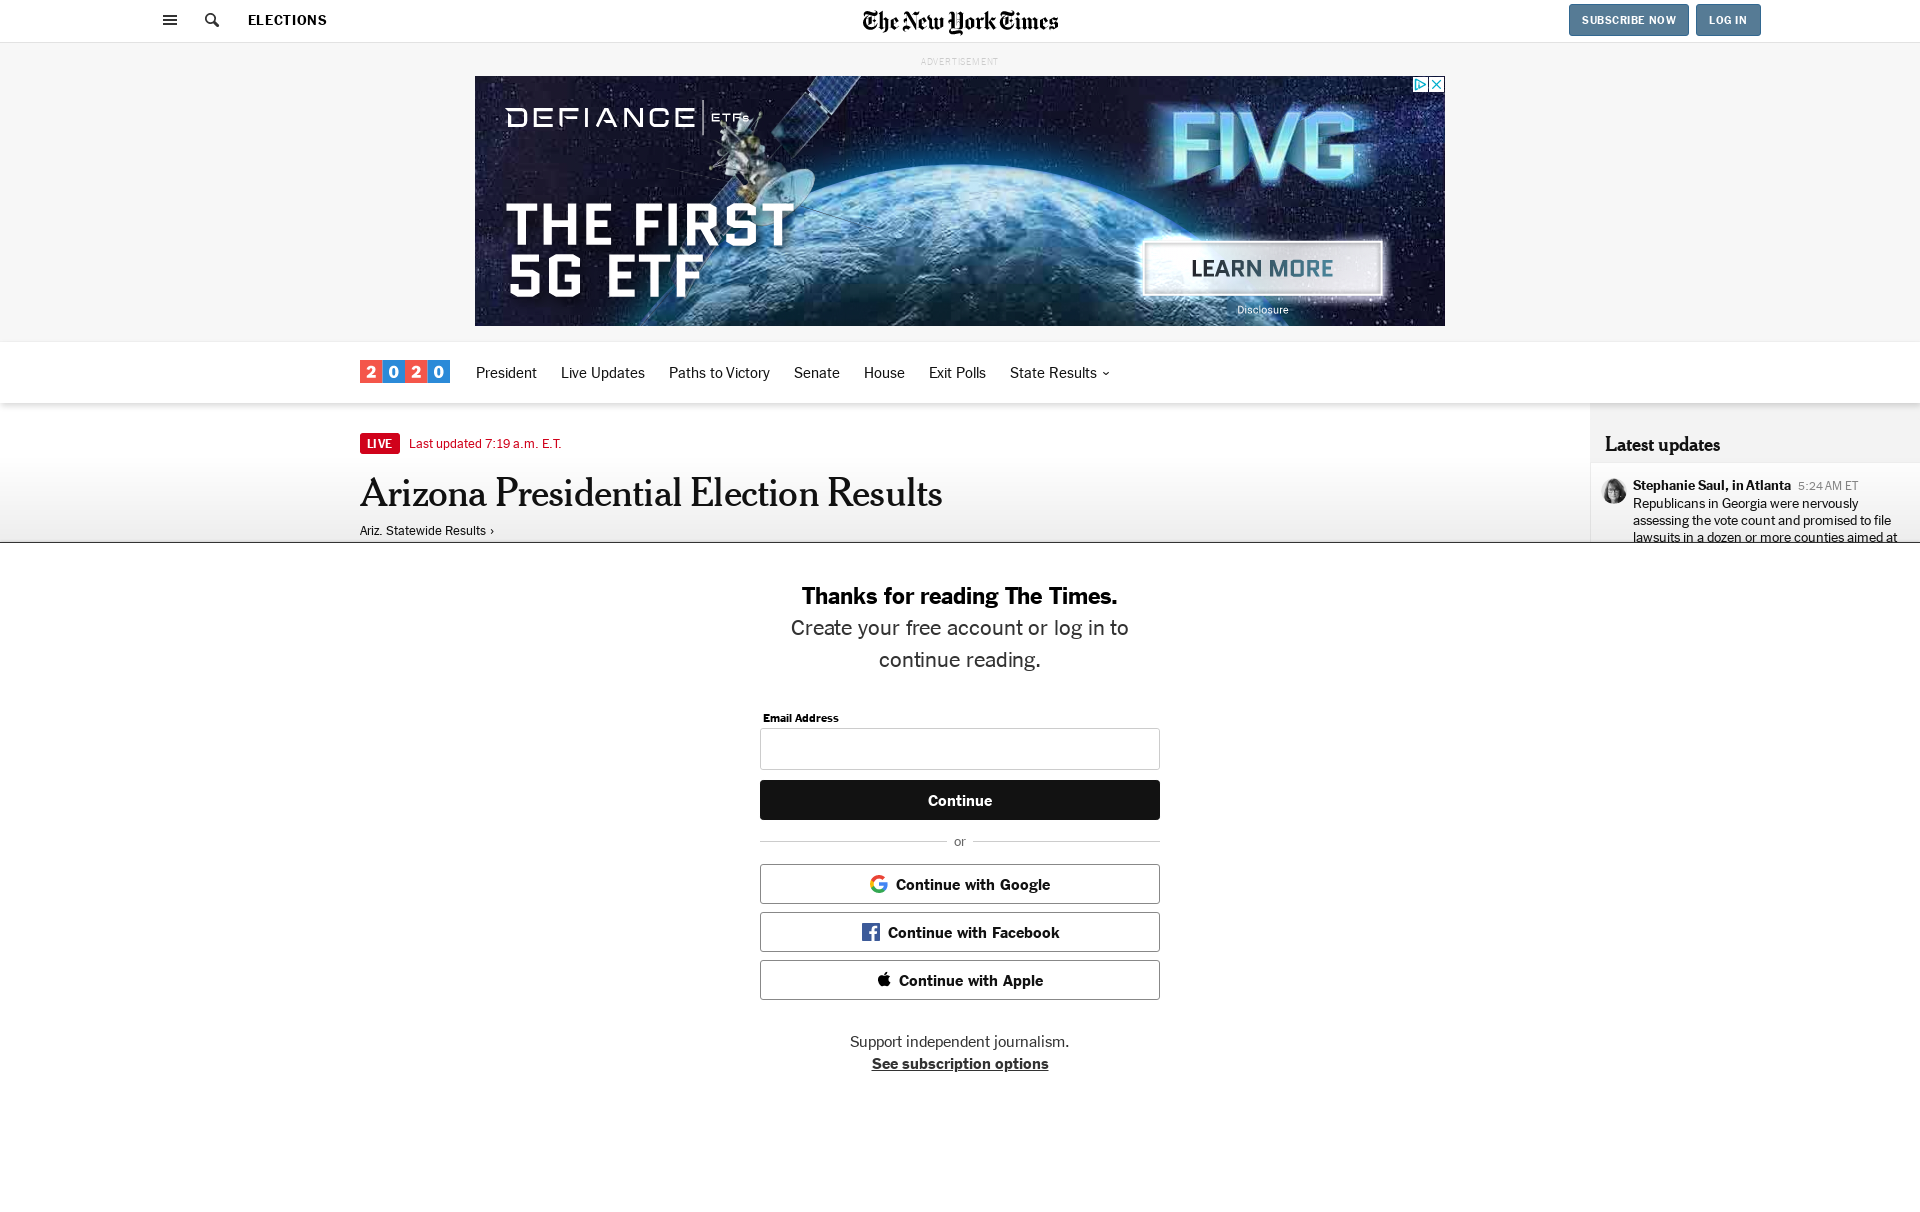 ELECTIONS
The New York Times
SUBSCRIBE NOW
LOG IN
ADVERTISEMENT
DEFIANCE ETFs
FIVG
THE FIRST
5G ETF
LEARN MORE
Disclosure
2020
President
Live Updates
Paths to Victory
Senate
House
Exit Polls
State Results
LIVE
Last updated 7:19 a.m. E.T.
Arizona Presidential Election Results
Ariz. Statewide Results ›
Latest updates
Stephanie Saul, in Atlanta 5:24 AM ET
Republicans in Georgia were nervously
assessing the vote count and promised to file
lawsuits in a dozen or more counties aimed at
Thanks for reading The Times.
Create your free account or log in to
continue reading.
Email Address
Continue
or
Continue with Google
Continue with Facebook
Continue with Apple
Support independent journalism.
See subscription options